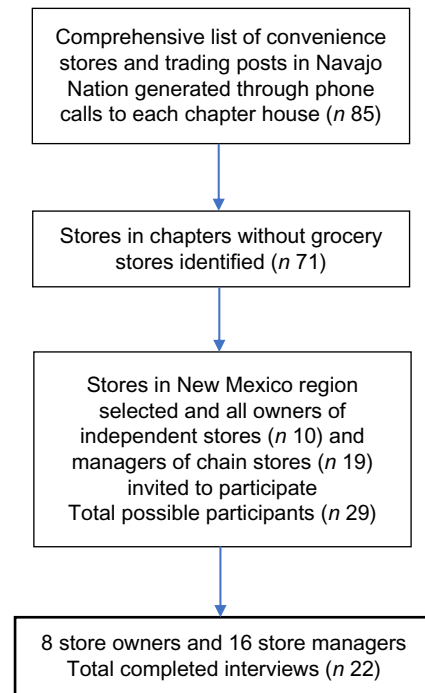 Comprehensive list of convenience
stores and trading posts in Navajo
Nation generated through phone
calls to each chapter house (n 85)
Stores in chapters without grocery
stores identified (n 71)
Stores in New Mexico region
selected and all owners of
independent stores (n 10) and
managers of chain stores (n 19)
invited to participate
Total possible participants (n 29)
8 store owners and 16 store managers
Total completed interviews (n 22)